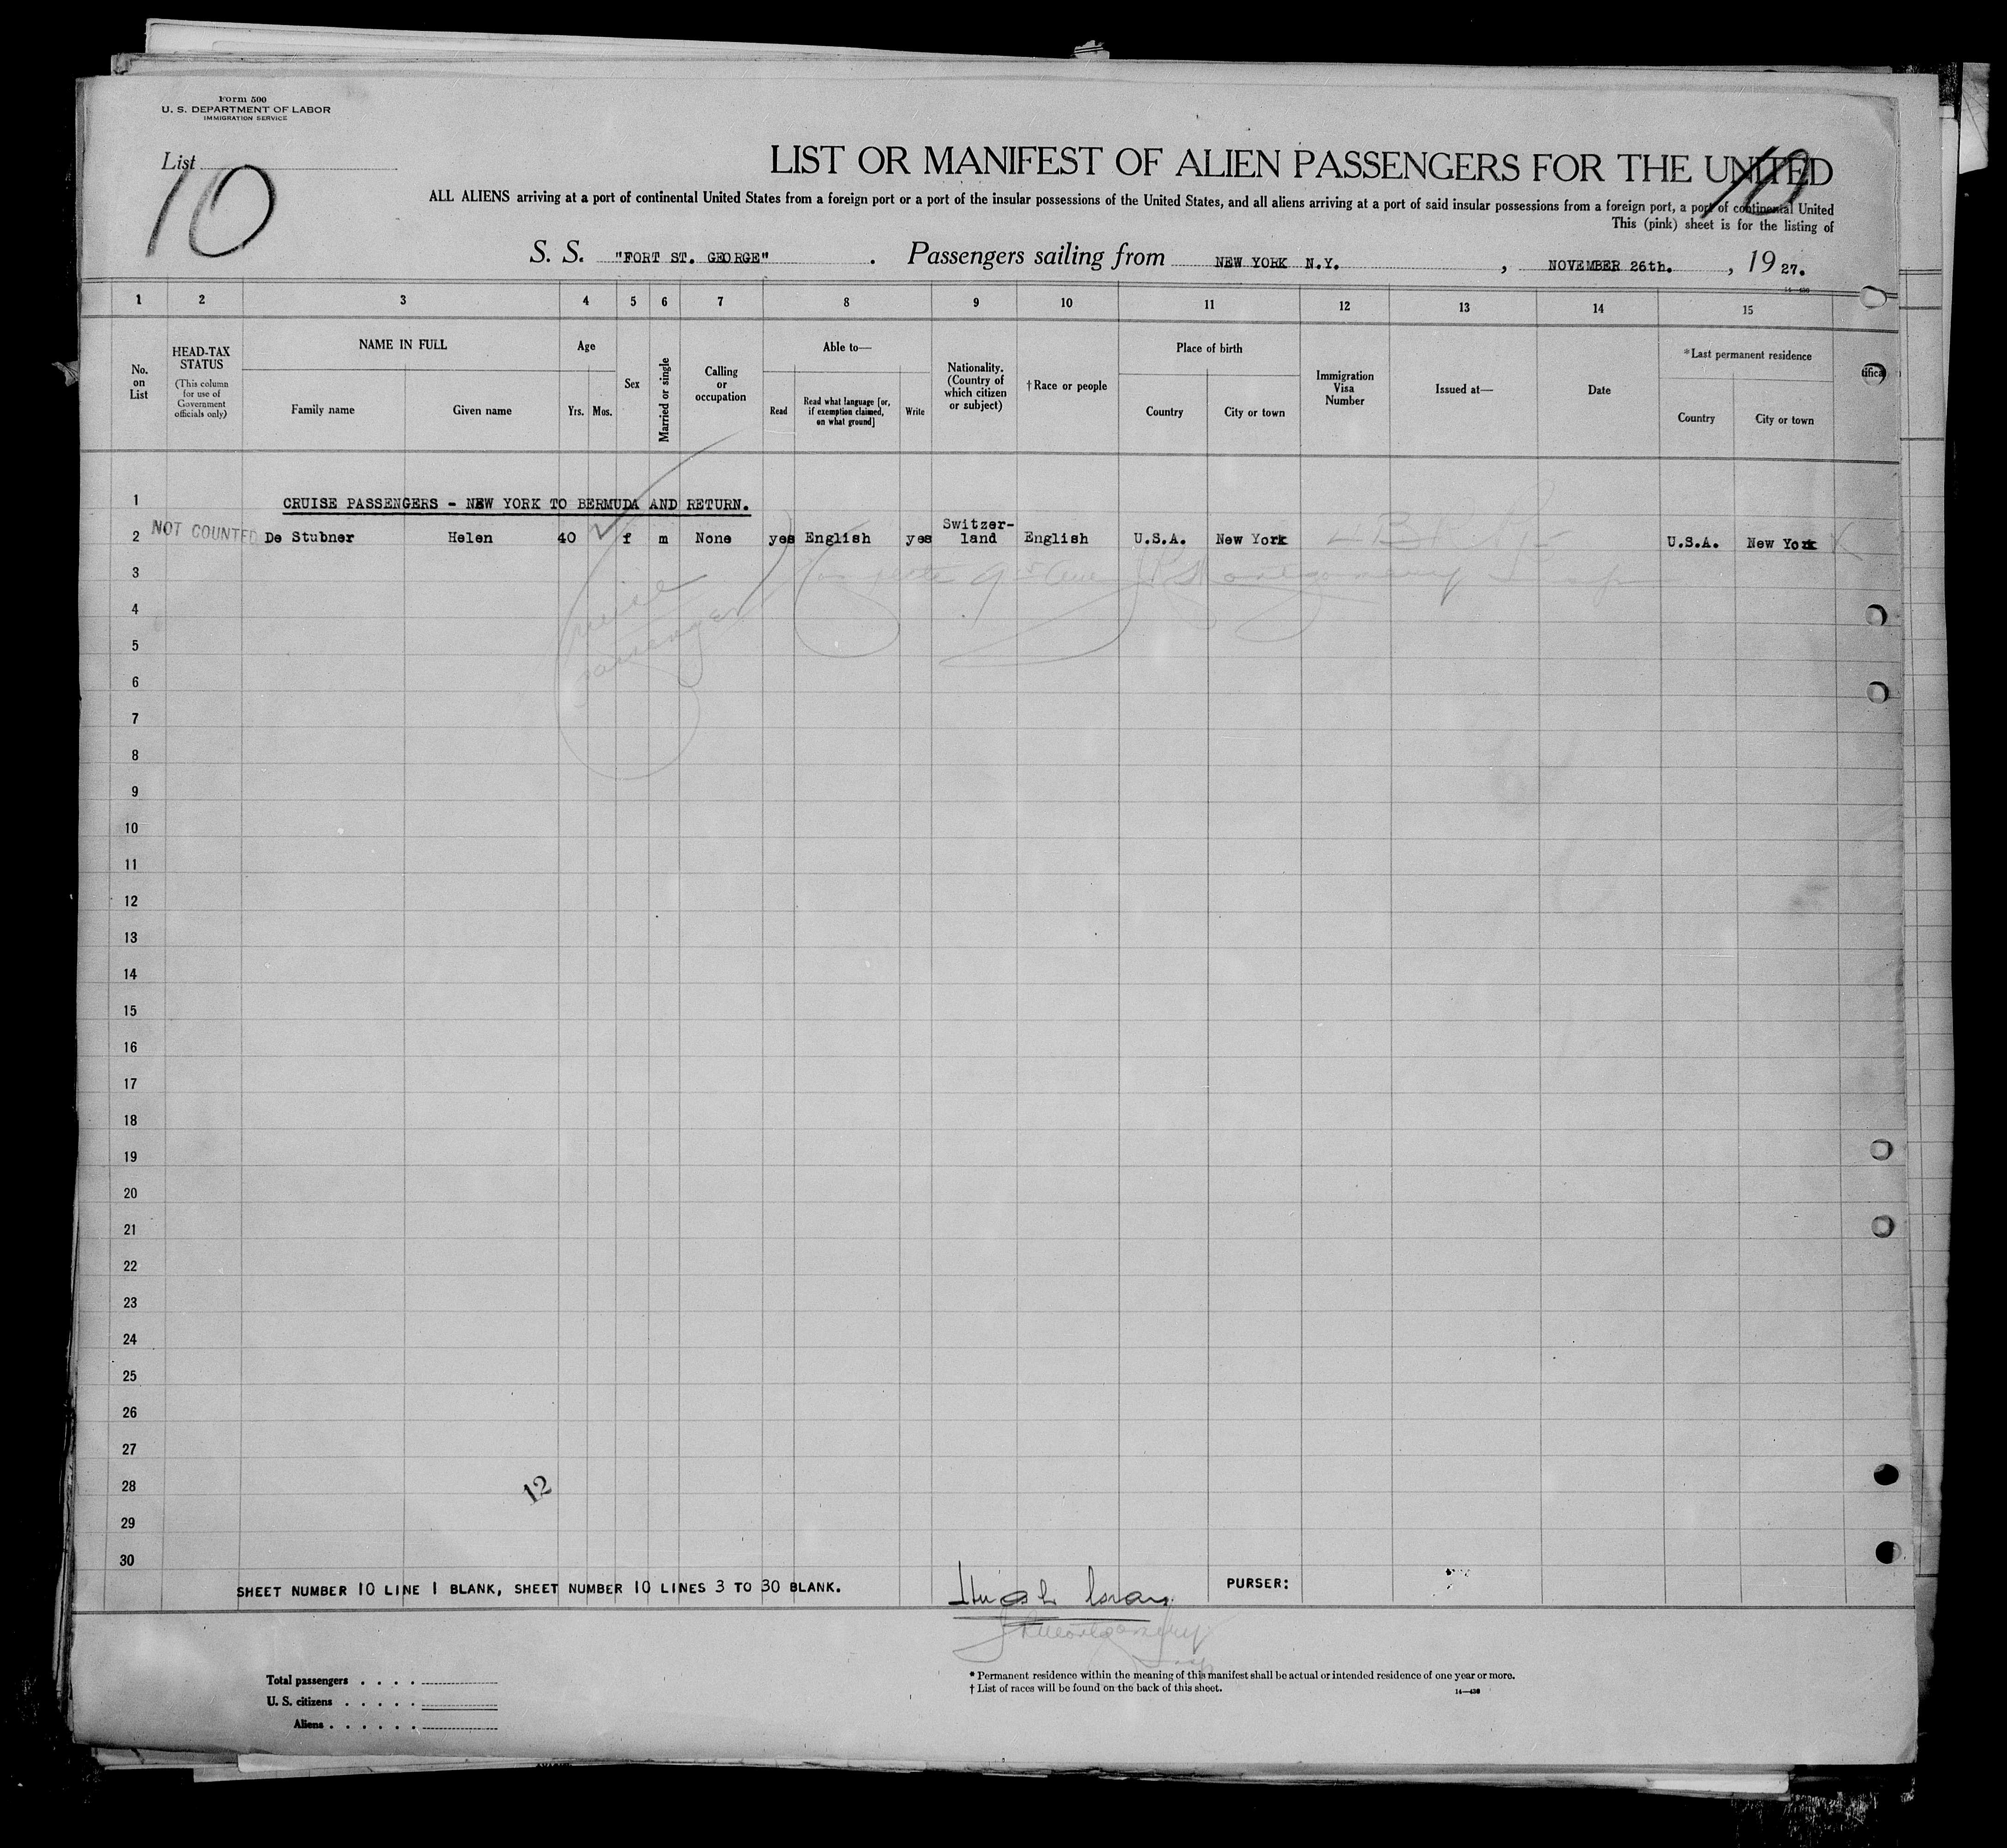 Form 500
U. S. DEPARTMENT OF LABOR
IMMIGRATION SERVICE
List
10
10
LIST OR MANIFEST OF ALIEN PASSENGERS FOR THE UNITED
ALL ALIENS arriving at a port of continental United States from a foreign port or a port of the insular possessions of the United States, and all aliens arriving at a port of said insular possessions from a foreign port, a port of continental United
This (pink) sheet is for the listing of
S. S. "FORT ST. GEORGE". Passengers sailing from NEW YORK N.Y., NOVEMBER 26th., 1927.
1 2 3 4 5 6 7 8 9 10 11 12 13 14 15
No. on List
HEAD-TAX STATUS (This column for use of Government officials only)
NAME IN FULL
Family name Given name
Age
Yrs. Mos.
Sex
Married or single
Calling or occupation
Able to—
Read
Read what language [or, if exemption claimed, on what ground]
Write
Nationality. (Country of which citizen or subject)
†Race or people
Place of birth
Country City or town
Immigration Visa Number
Issued at—
Date
*Last permanent residence
Country City or town
tifica
1 CRUISE PASSENGERS - NEW YORK TO BERMUDA AND RETURN.
2 NOT COUNTED De Stubner Helen 40 f m None yes English yes Switzer-land English U.S.A. New York U.S.A. New York
3
4
5
6
7
8
9
10
11
12
13
14
15
16
17
18
19
20
21
22
23
24
25
26
27
28
12
29
30
SHEET NUMBER 10 LINE 1 BLANK, SHEET NUMBER 10 LINES 3 TO 30 BLANK.
PURSER:
Total passengers . . . .
U. S. citizens . . . . .
Aliens . . . . . .
* Permanent residence within the meaning of this manifest shall be actual or intended residence of one year or more.
† List of races will be found on the back of this sheet.
14—430